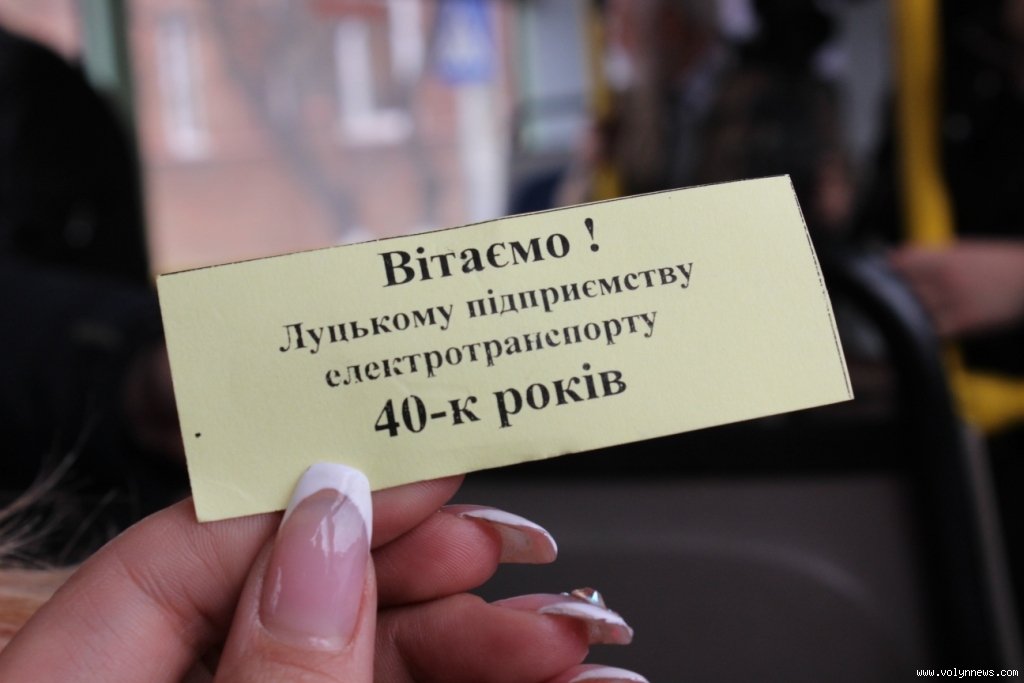 Вітаємо !
Луцькому підприємству
електротранспорту
40-к років
www.volynnews.com